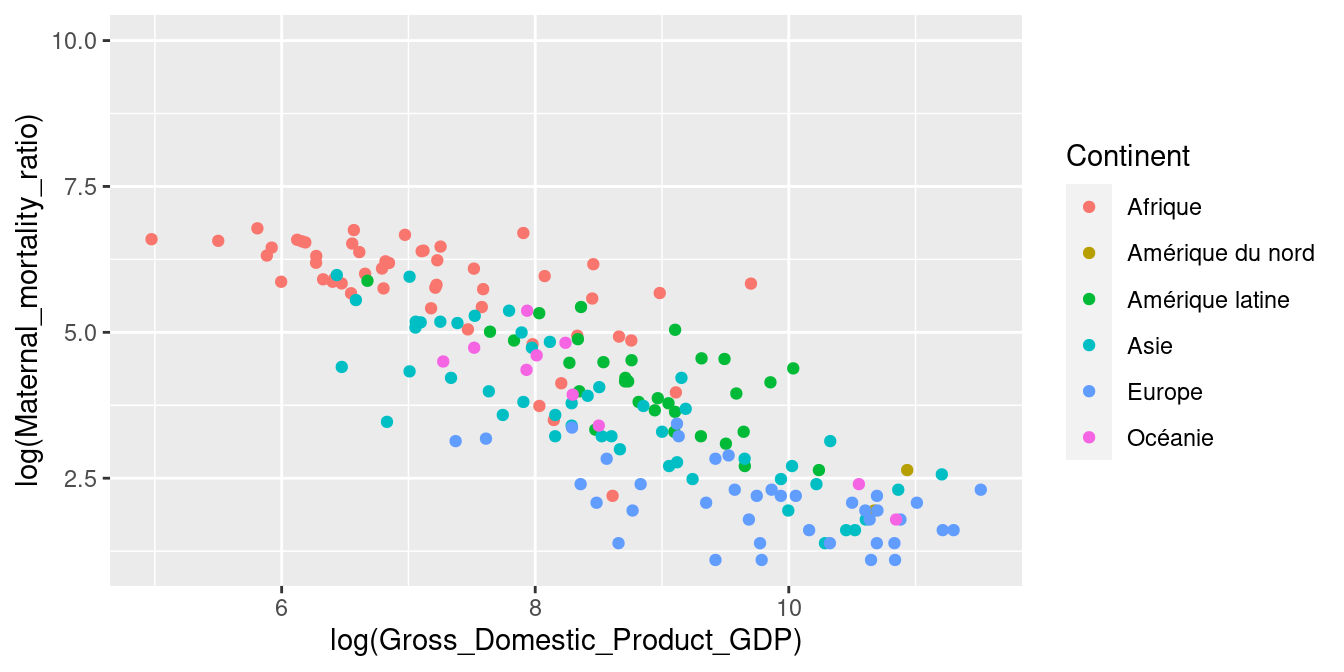 10.0
7.5
5.0
2.5
log(Maternal_mortality_ratio)
6
8
10
log(Gross_Domestic_Product_GDP)
Continent
Afrique
Amérique du nord
Amérique latine
Asie
Europe
Océanie